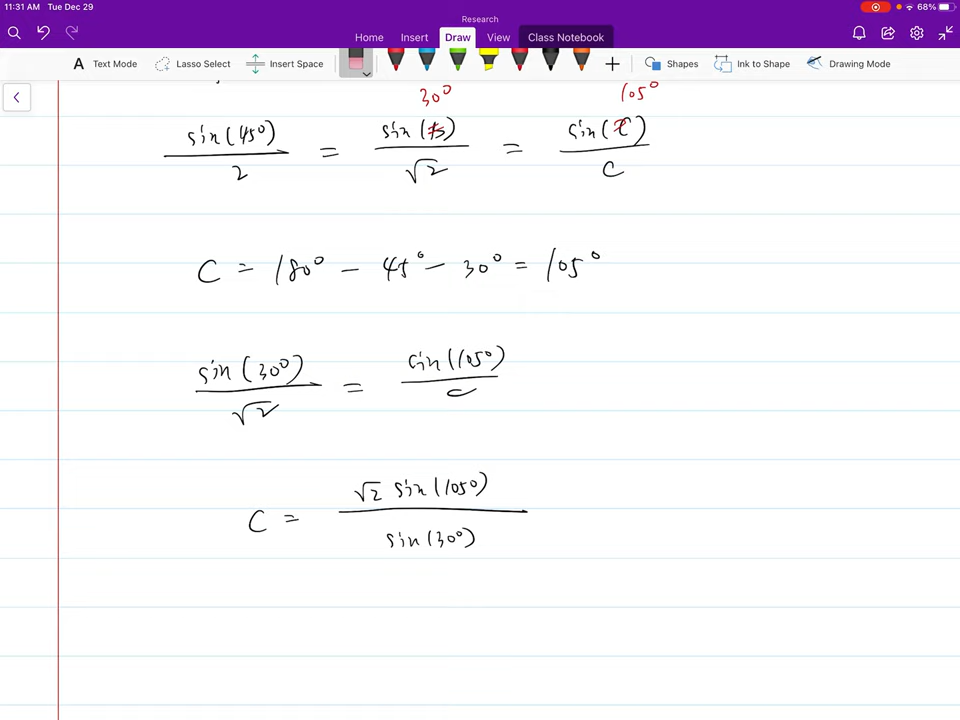 11:31 AM Tue Dec 29
68%
Research
Home Insert Draw View Class Notebook
A Text Mode Lasso Select Insert Space Shapes Ink to Shape Drawing Mode
30° 105°
sin(45°)/2 = sin()/√2 = sin(C)/c
C = 180° - 45° - 30° = 105°
sin(30°)/√2 = sin(105°)/c
c = √2 sin(105°)/sin(30°)